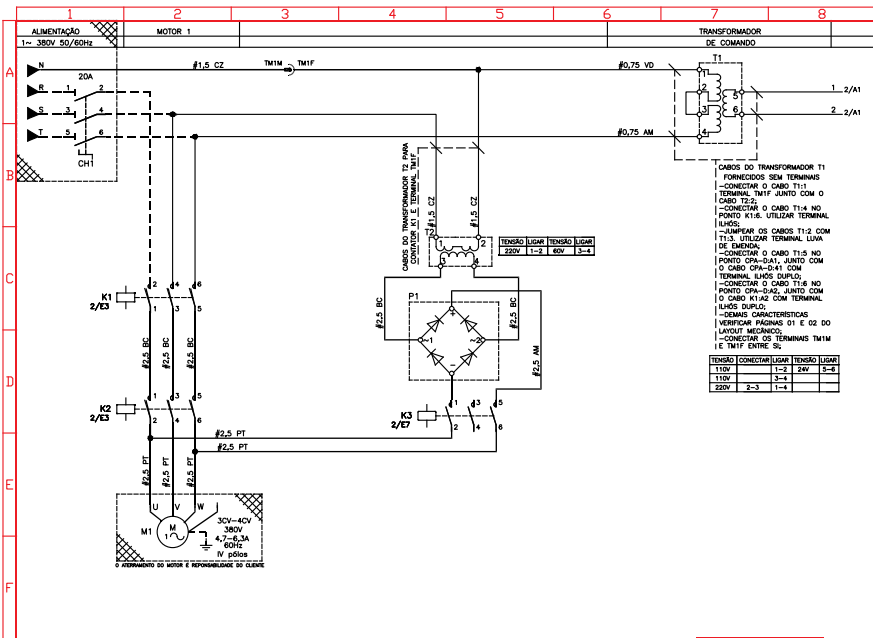 1 2 3 4 5 6 7 8
ALIMENTAÇÃO
MOTOR 1
TRANSFORMADOR
1~ 380V 50/60Hz
DE COMANDO
A
B
C
D
E
F
N
R
S
T
20A
1 2
3 4
5 6
CH1
#1,5 CZ
TM1M
TM1F
#0,75 VD
#0,75 AM
T1
1
2
3
4
5
6
1 2/A1
2 2/A1
CABOS DO TRANSFORMADOR T2 PARA
CONTATOR K1 E TERMINAL TM1F
#1,5 CZ
#1,5 CZ
T2
1 2
3 4
TENSÃO LIGAR TENSÃO LIGAR
220V 1-2 60V 3-4
CABOS DO TRANSFORMADOR T1
FORNECIDOS SEM TERMINAIS
-CONECTAR O CABO T1:1
TERMINAL TM1F JUNTO COM O
CABO T2:2;
-CONECTAR O CABO T1:4 NO
PONTO K1:6. UTILIZAR TERMINAL
ILHÓS;
-JUMPEAR OS CABOS T1:2 COM
T1:3. UTILIZAR TERMINAL LUVA
DE EMENDA;
-CONECTAR O CABO T1:5 NO
PONTO CPA-D:A1, JUNTO COM
O CABO CPA-D:41 COM
TERMINAL ILHÓS DUPLO;
-CONECTAR O CABO T1:6 NO
PONTO CPA-D:A2, JUNTO COM
O CABO K1:A2 COM TERMINAL
ILHÓS DUPLO;
-DEMAIS CARACTERÍSTICAS
VERIFICAR PÁGINAS 01 E 02 DO
LAYOUT MECÂNICO;
-CONECTAR OS TERMINAIS TM1M
E TM1F ENTRE SI;
TENSÃO CONECTAR LIGAR TENSÃO LIGAR
110V 1-2 24V 5-6
110V 3-4
220V 2-3 1-4
K1
2/E3
2 4 6
1 3 5
#2,5 BC
#2,5 BC
#2,5 BC
#2,5 BC
#2,5 BC
P1
+
~1
~2
-
#2,5 AM
K2
2/E3
1 3 5
2 4 6
K3
2/E7
1 3 5
2 4 6
#2,5 PT
#2,5 PT
#2,5 PT
#2,5 PT
#2,5 PT
U V W
M1
M
1
3CV-4CV
380V
4,7-6,3A
60Hz
IV pólos
O ATERRAMENTO DO MOTOR É REPONSABILIDADE DO CLIENTE